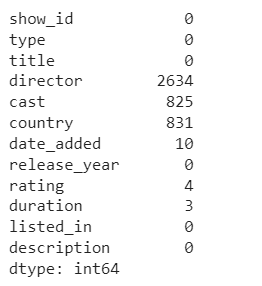 show_id 0
type 0
title 0
director 2634
cast 825
country 831
date_added 10
release_year 0
rating 4
duration 3
listed_in 0
description 0
dtype: int64